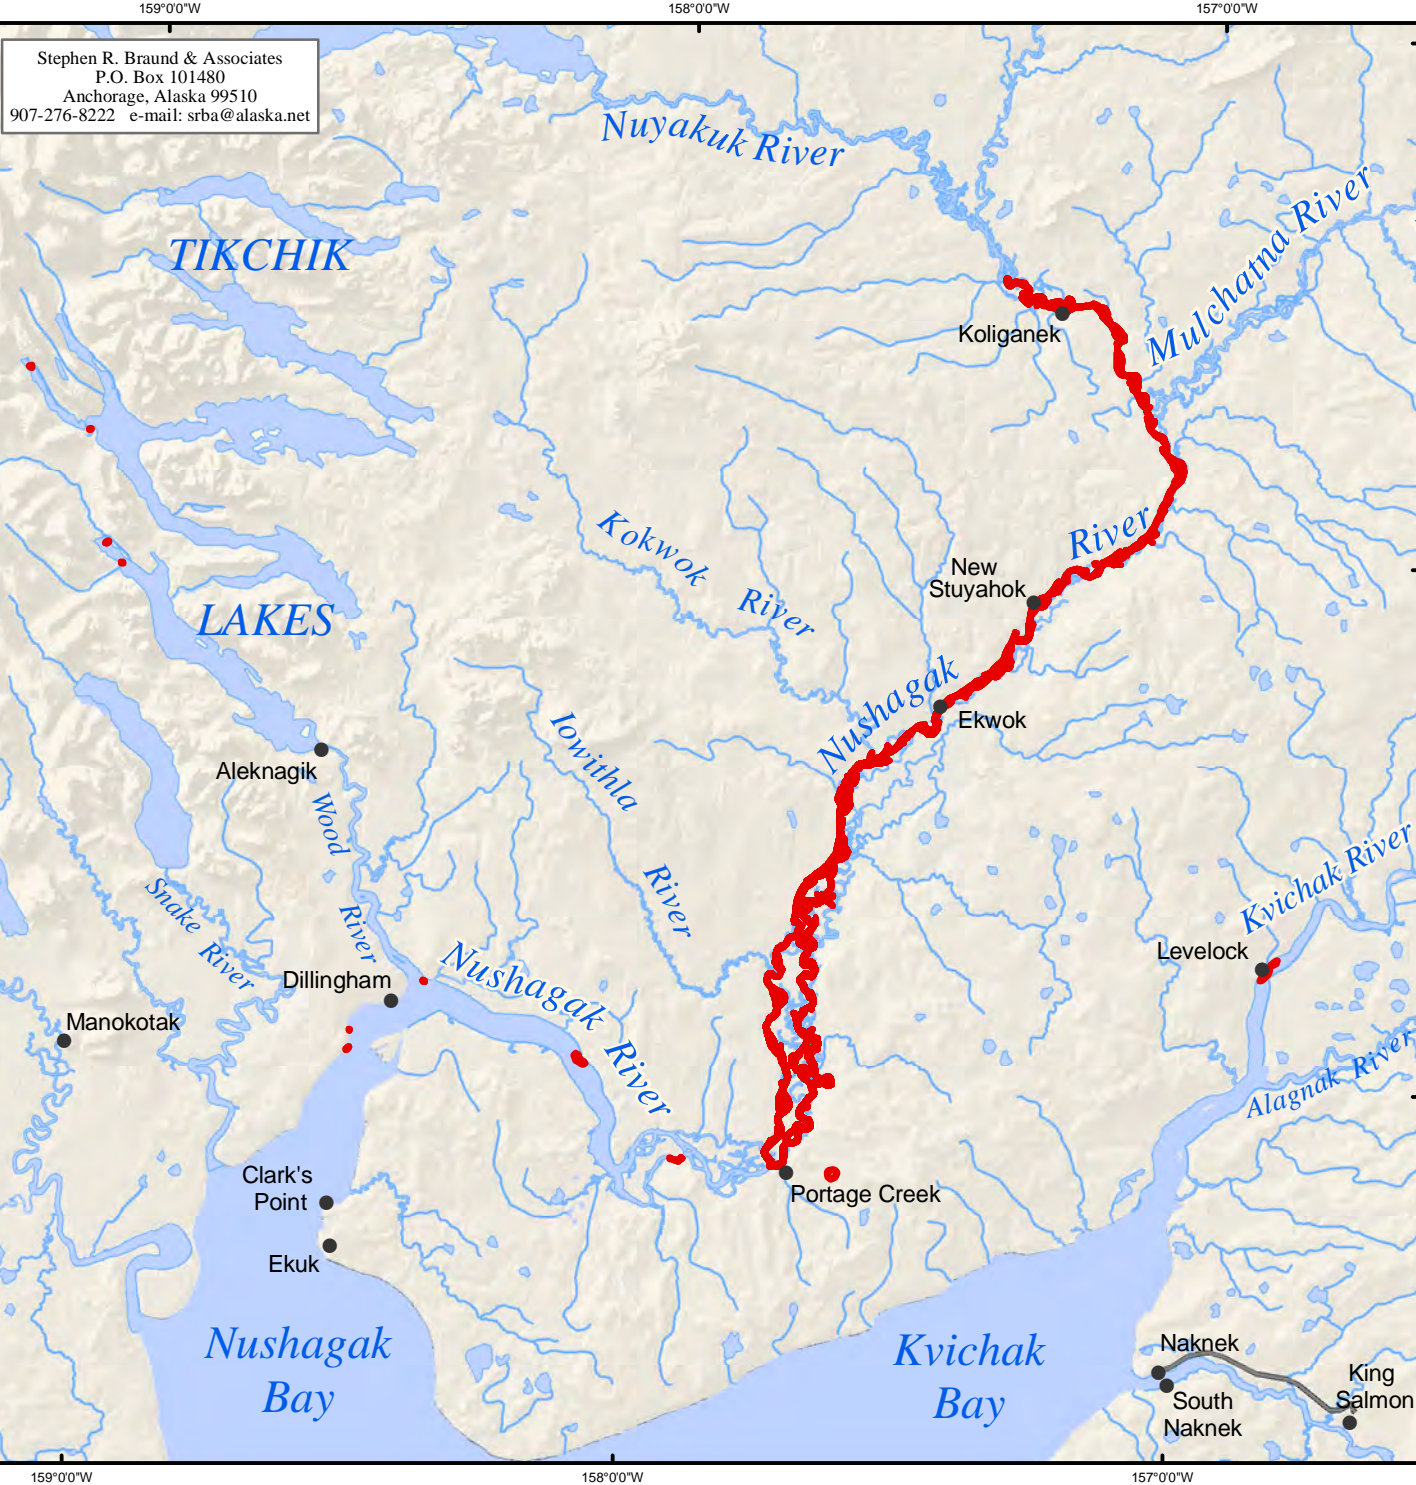 159°0'0"W
158°0'0"W
157°0'0"W
Stephen R. Braund & Associates
P.O. Box 101480
Anchorage, Alaska 99510
907-276-8222 e-mail: srba@alaska.net
Nuyakuk River
Mulchatna River
TIKCHIK
Koliganek
Kokwok River
River
New
Stuyahok
LAKES
Nushagak
Ekwok
Iowithla
River
Aleknagik
Wood
River
Snake River
Kvichak River
Levelock
Dillingham
Nushagak
River
Manokotak
Alagnak River
Clark's
Point
Portage Creek
Ekuk
Nushagak
Bay
Kvichak
Bay
Naknek
South
Naknek
King
Salmon
159°0'0"W
158°0'0"W
157°0'0"W